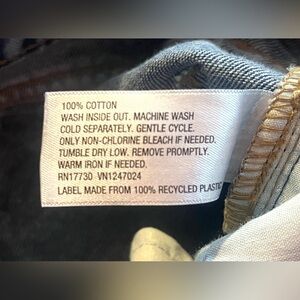 100% COTTON
WASH INSIDE OUT. MACHINE WASH
COLD SEPARATELY. GENTLE CYCLE.
ONLY NON-CHLORINE BLEACH IF NEEDED.
TUMBLE DRY LOW. REMOVE PROMPTLY.
WARM IRON IF NEEDED.
RN17730 VN1247024
LABEL MADE FROM 100% RECYCLED PLASTIC